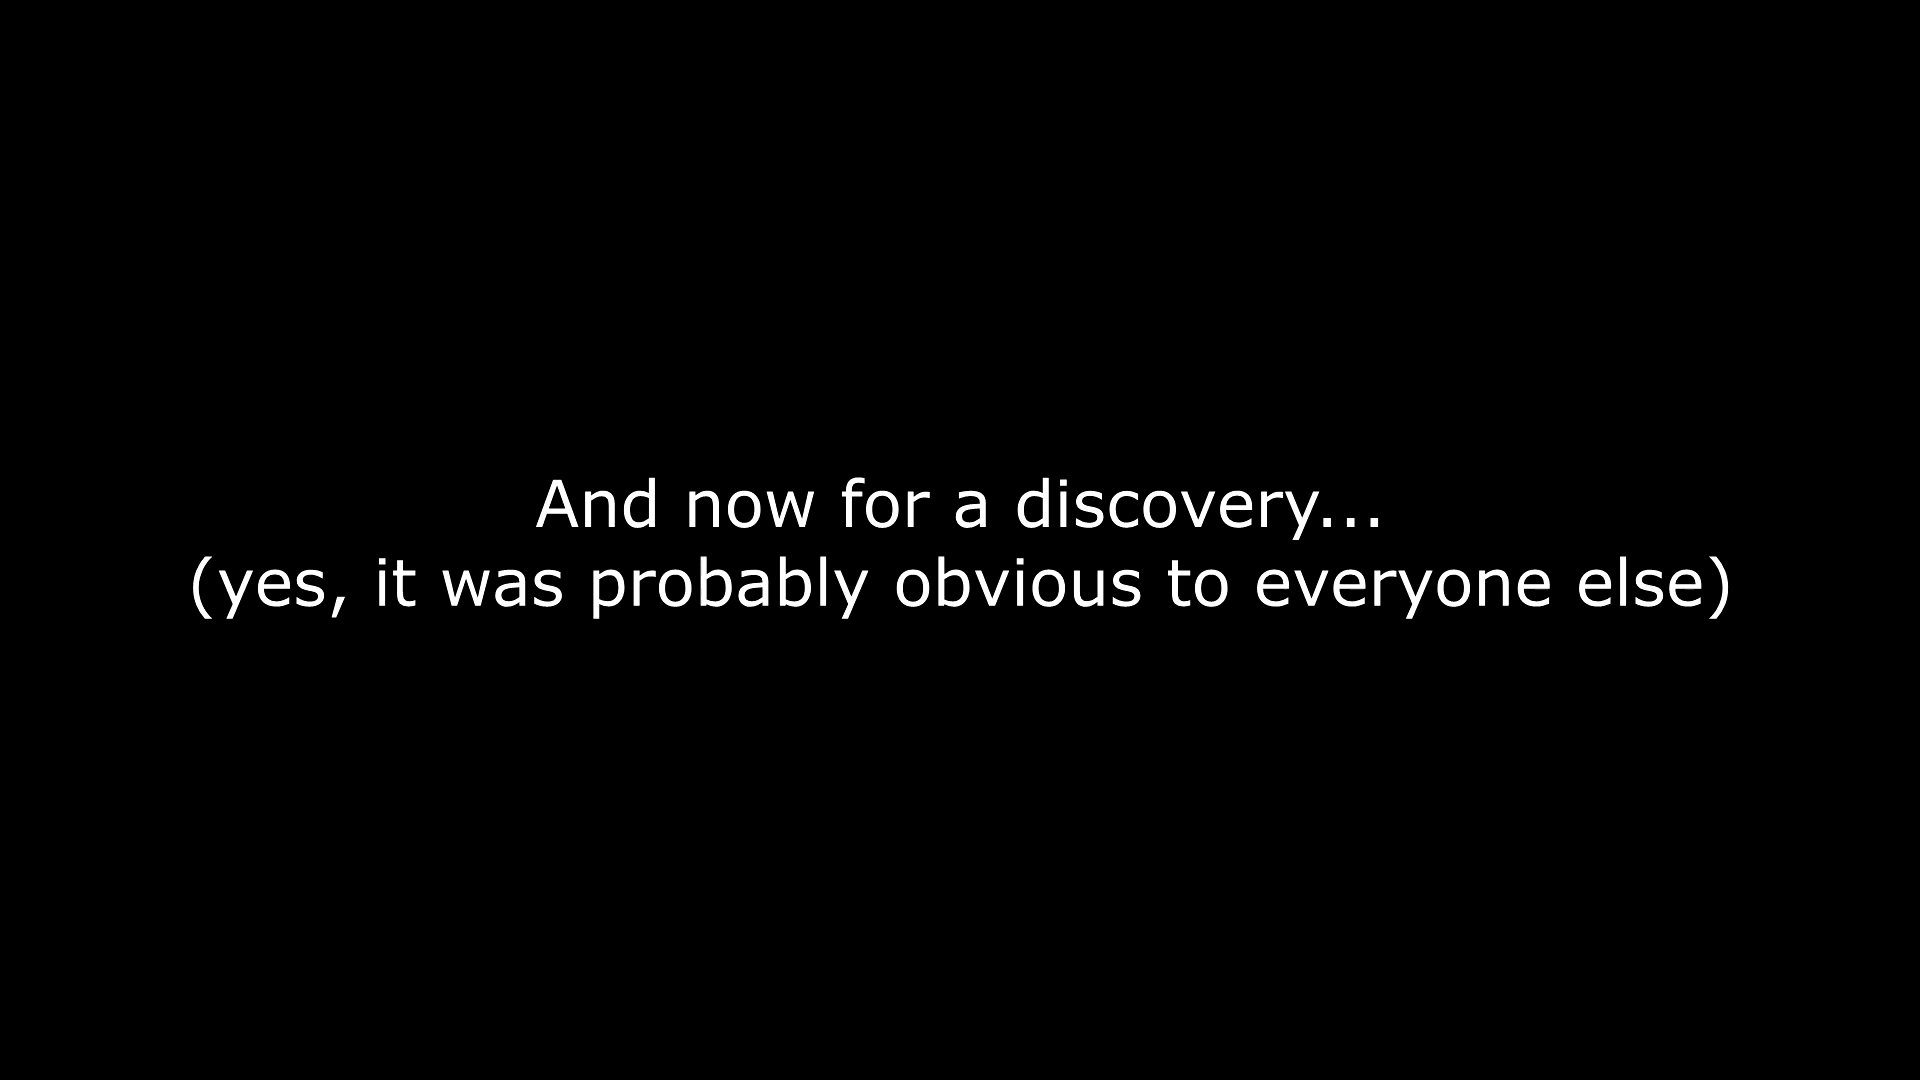 And now for a discovery...
(yes, it was probably obvious to everyone else)